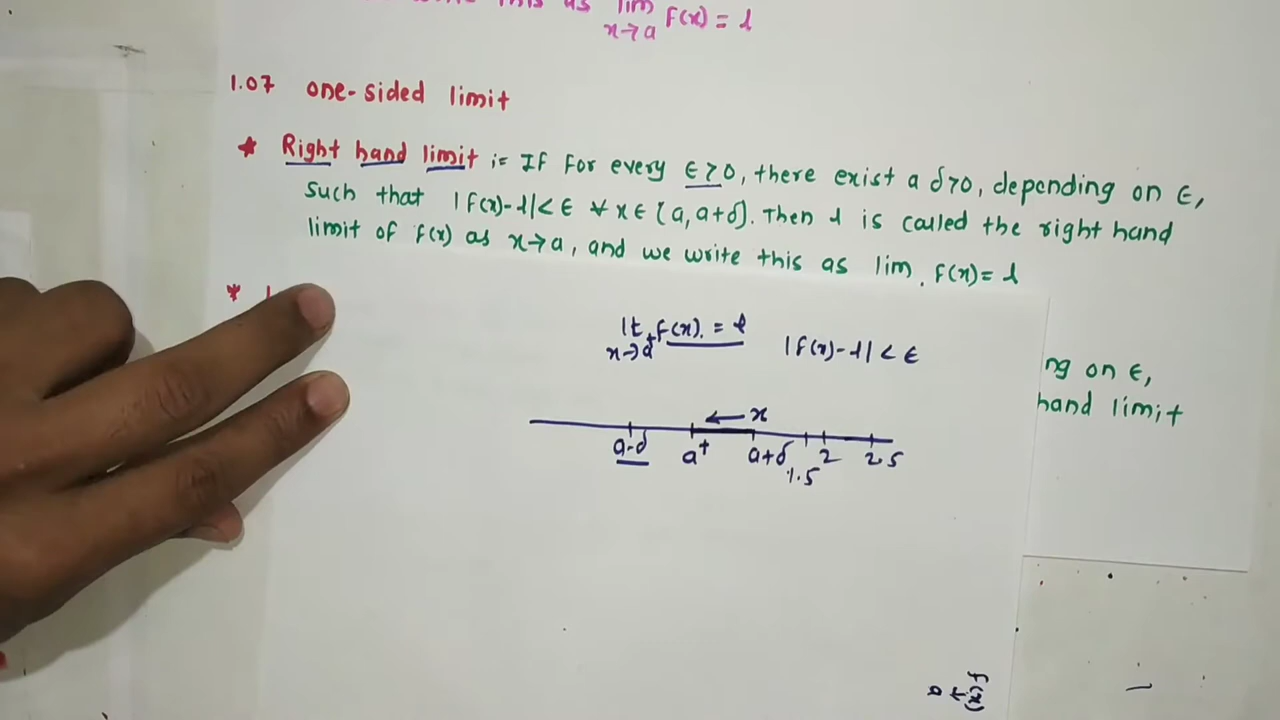 this as lim F(x) = l
x→a
1.07 one-sided limit
* Right hand limit := If For every ε>0, there exist a δ>0, depending on ε,
such that |f(x)-l|<ε ∀ x∈[a,a+δ). Then l is called the right hand
limit of f(x) as x→a, and we write this as lim F(x)=l
*
lt f(x) = l
x→a⁺
|f(x)-l|<ε
← x
a-δ a⁺ a+δ 1.5 2 2.5
ng on ε,
hand limit
f(x)
↓
a